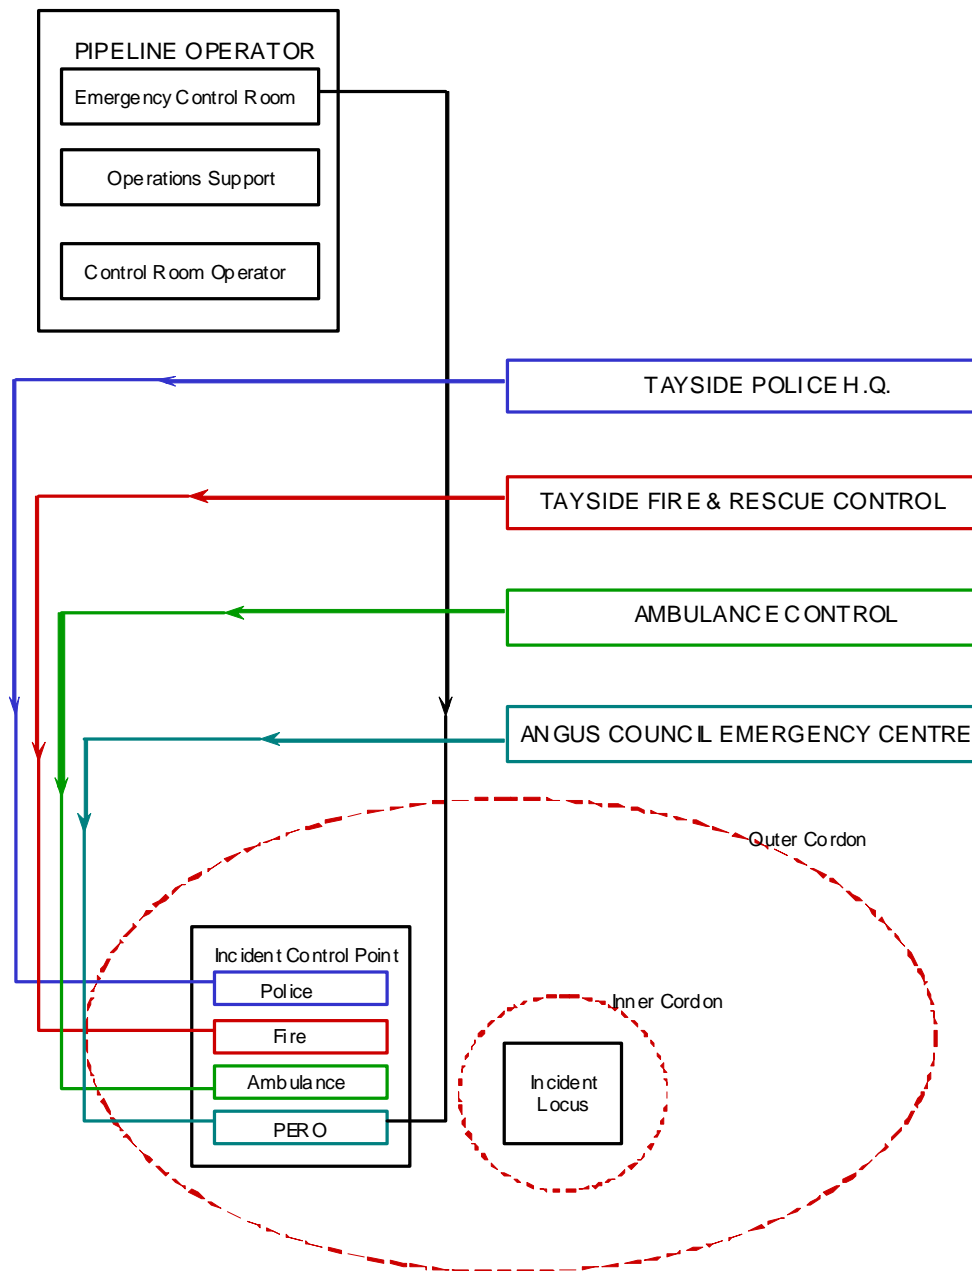 PIPELINE OPERATOR
Emergency Control Room
Operations Support
Control Room Operator
TAYSIDE POLICE H.Q.
TAYSIDE FIRE & RESCUE CONTROL
AMBULANCE CONTROL
ANGUS COUNCIL EMERGENCY CENTRE
Outer Cordon
Incident Control Point
Police
Fire
Ambulance
PERO
Inner Cordon
Incident
Locus